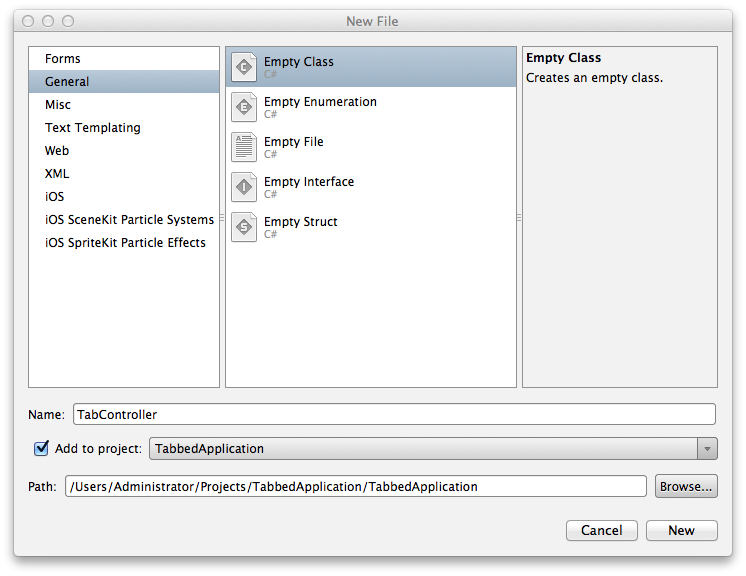 New File
Forms
General
Misc
Text Templating
Web
XML
iOS
iOS SceneKit Particle Systems
iOS SpriteKit Particle Effects
Empty Class
C#
Empty Enumeration
C#
Empty File
C#
Empty Interface
C#
Empty Struct
C#
Empty Class
Creates an empty class.
Name: TabController
Add to project: TabbedApplication
Path: /Users/Administrator/Projects/TabbedApplication/TabbedApplication Browse...
Cancel New